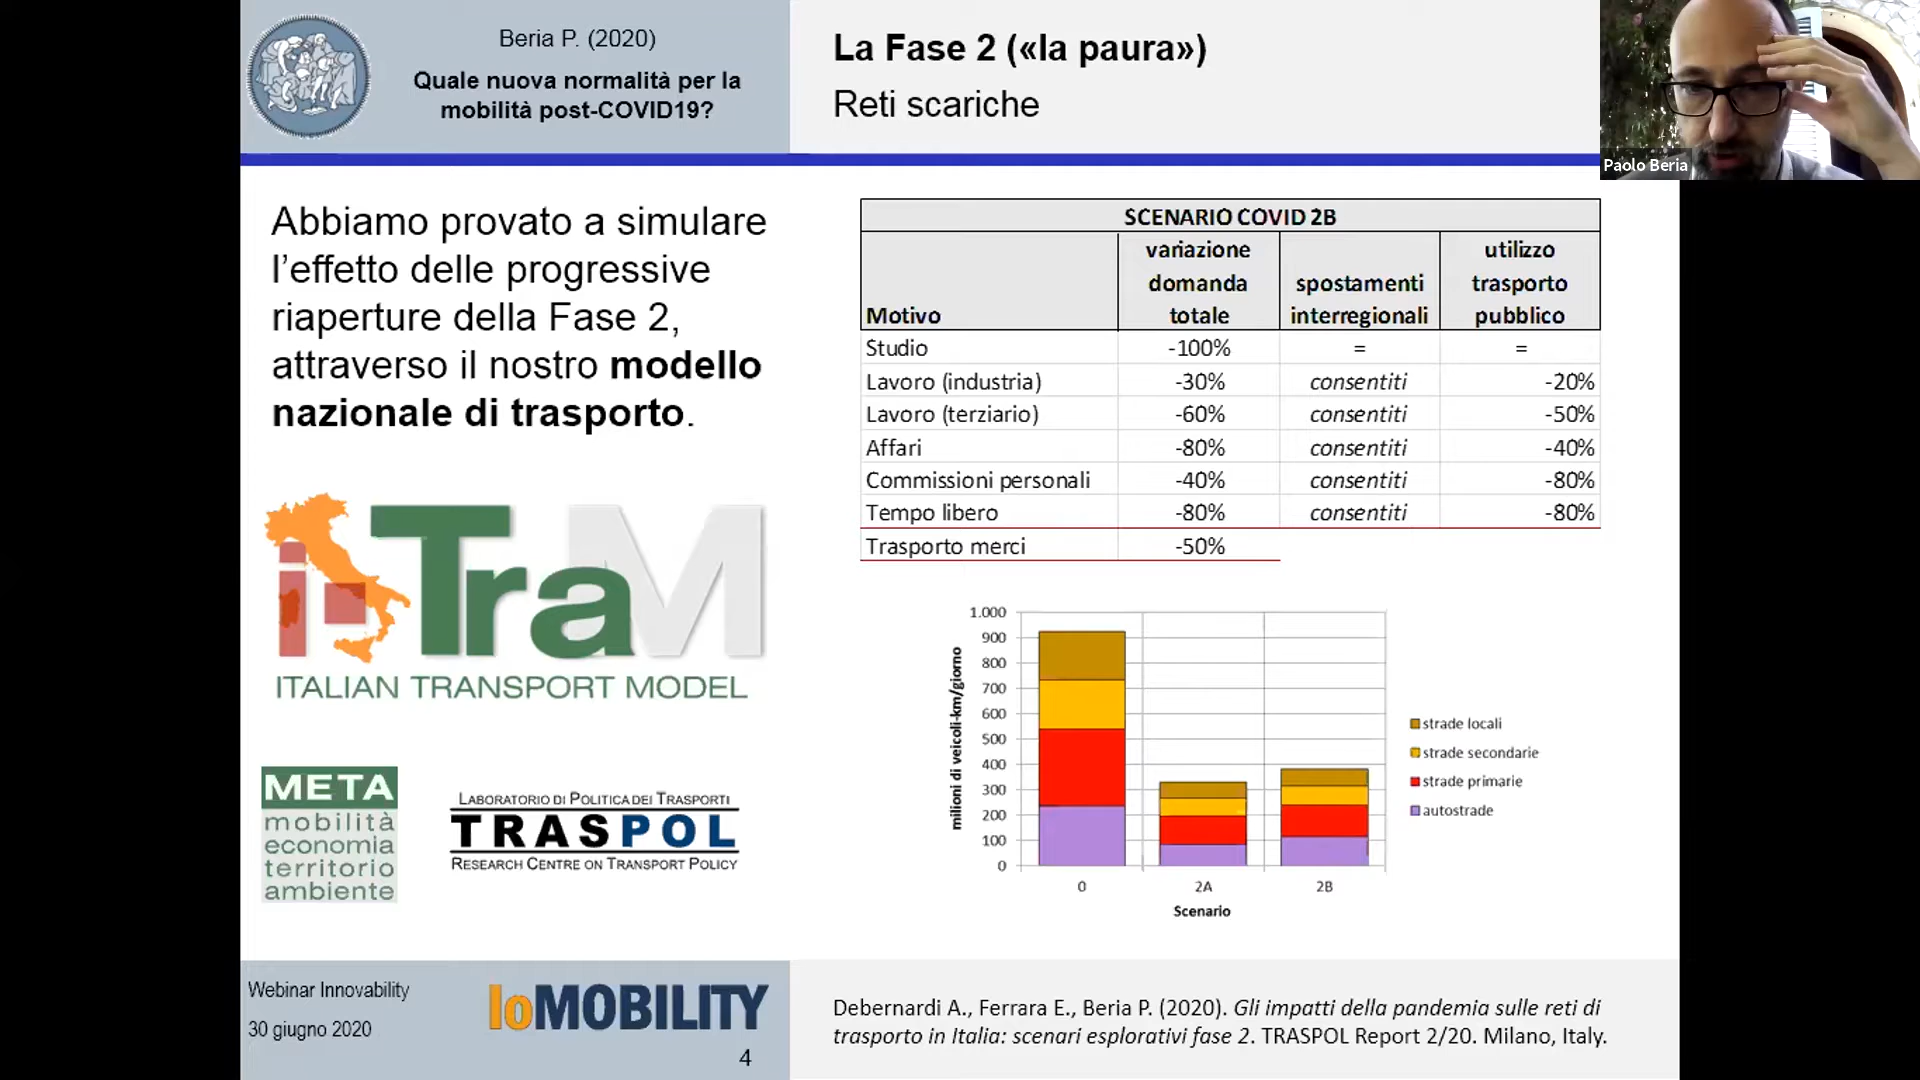 Beria P. (2020)
Quale nuova normalità per la
mobilità post-COVID19?
La Fase 2 («la paura»)
Reti scariche
Paolo Beria
Abbiamo provato a simulare
l’effetto delle progressive
riaperture della Fase 2,
attraverso il nostro modello
nazionale di trasporto.
i-TraM
ITALIAN TRANSPORT MODEL
META
mobilità
economia
territorio
ambiente
LABORATORIO DI POLITICA DEI TRASPORTI
TRASPOL
RESEARCH CENTRE ON TRANSPORT POLICY
SCENARIO COVID 2B
Motivo variazione domanda totale spostamenti interregionali utilizzo trasporto pubblico
Studio -100% = =
Lavoro (industria) -30% consentiti -20%
Lavoro (terziario) -60% consentiti -50%
Affari -80% consentiti -40%
Commissioni personali -40% consentiti -80%
Tempo libero -80% consentiti -80%
Trasporto merci -50%
milioni di veicoli-km/giorno
1.000
900
800
700
600
500
400
300
200
100
0
0 2A 2B
Scenario
strade locali
strade secondarie
strade primarie
autostrade
Webinar Innovability
30 giugno 2020
IoMOBILITY
4
Debernardi A., Ferrara E., Beria P. (2020). Gli impatti della pandemia sulle reti di
trasporto in Italia: scenari esplorativi fase 2. TRASPOL Report 2/20. Milano, Italy.